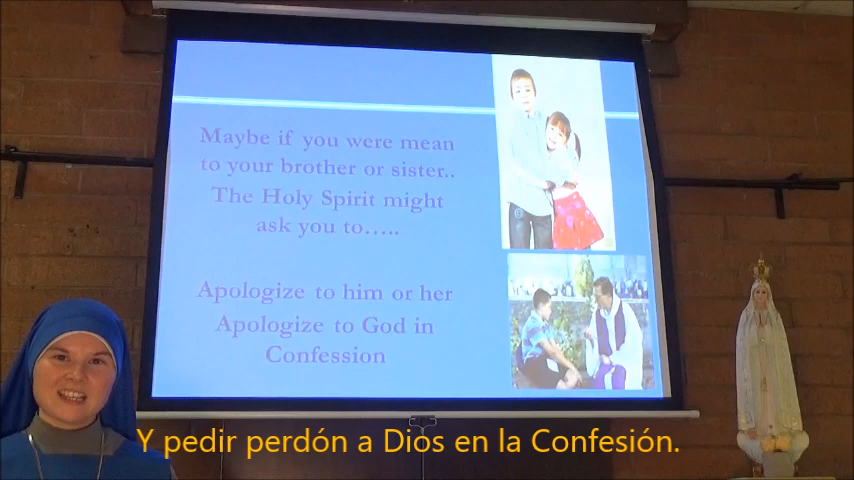 Maybe if you were mean
to your brother or sister..
The Holy Spirit might
ask you to…..
Apologize to him or her
Apologize to God in
Confession
Y pedir perdón a Dios en la Confesión.